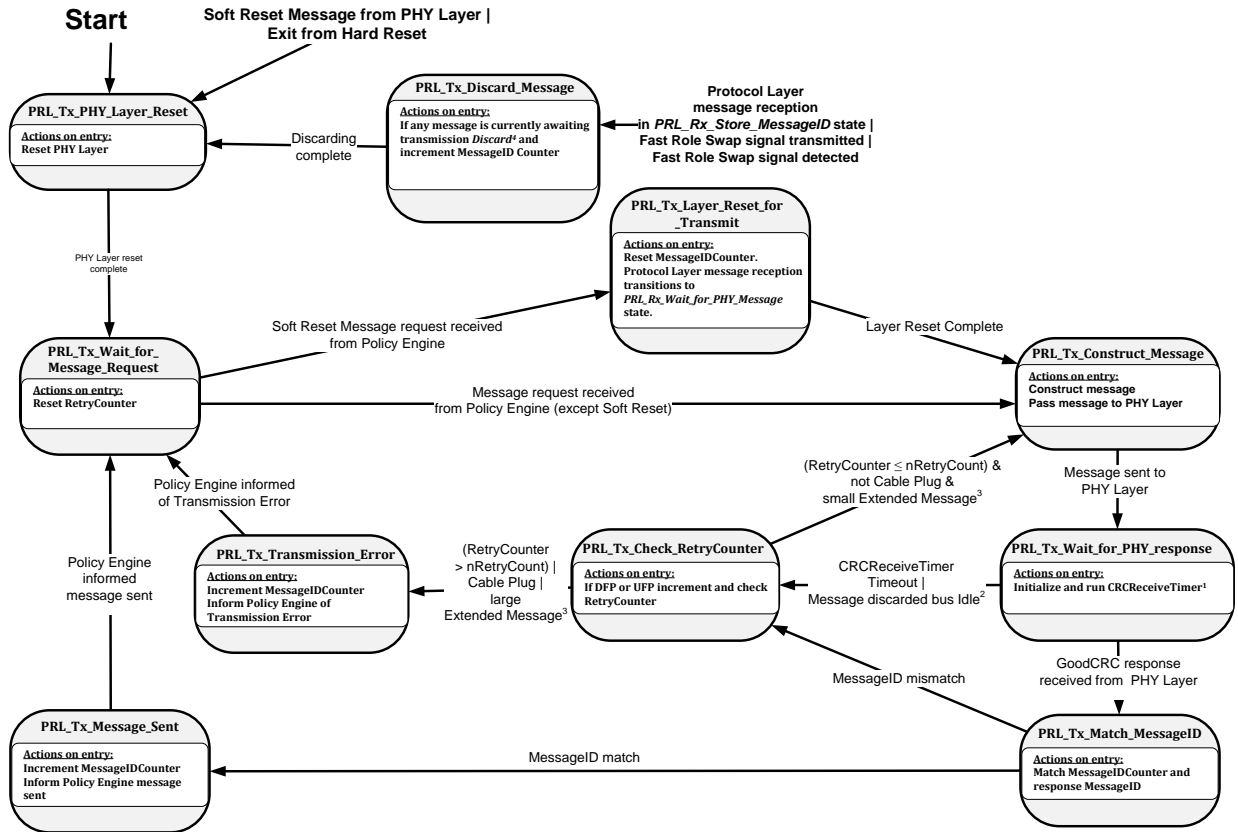 Start
Soft Reset Message from PHY Layer |
Exit from Hard Reset
PRL_Tx_PHY_Layer_Reset
Actions on entry:
Reset PHY Layer
Discarding
complete
PRL_Tx_Discard_Message
Actions on entry:
If any message is currently awaiting
transmission Discard⁴ and
increment MessageID Counter
Protocol Layer
message reception
in PRL_Rx_Store_MessageID state |
Fast Role Swap signal transmitted |
Fast Role Swap signal detected
PHY Layer reset
complete
PRL_Tx_Layer_Reset_for
_Transmit
Actions on entry:
Reset MessageIDCounter.
Protocol Layer message reception
transitions to
PRL_Rx_Wait_for_PHY_Message
state.
Soft Reset Message request received
from Policy Engine
Layer Reset Complete
PRL_Tx_Wait_for_
Message_Request
Actions on entry:
Reset RetryCounter
Message request received
from Policy Engine (except Soft Reset)
PRL_Tx_Construct_Message
Actions on entry:
Construct message
Pass message to PHY Layer
Policy Engine informed
of Transmission Error
(RetryCounter ≤ nRetryCount) &
not Cable Plug &
small Extended Message³
Message sent to
PHY Layer
Policy Engine
informed
message sent
PRL_Tx_Transmission_Error
Actions on entry:
Increment MessageIDCounter
Inform Policy Engine of
Transmission Error
(RetryCounter
> nRetryCount) |
Cable Plug |
large
Extended Message³
PRL_Tx_Check_RetryCounter
Actions on entry:
If DFP or UFP increment and check
RetryCounter
CRCReceiveTimer
Timeout |
Message discarded bus Idle²
PRL_Tx_Wait_for_PHY_response
Actions on entry:
Initialize and run CRCReceiveTimer¹
MessageID mismatch
GoodCRC response
received from PHY Layer
PRL_Tx_Message_Sent
Actions on entry:
Increment MessageIDCounter
Inform Policy Engine message
sent
MessageID match
PRL_Tx_Match_MessageID
Actions on entry:
Match MessageIDCounter and
response MessageID